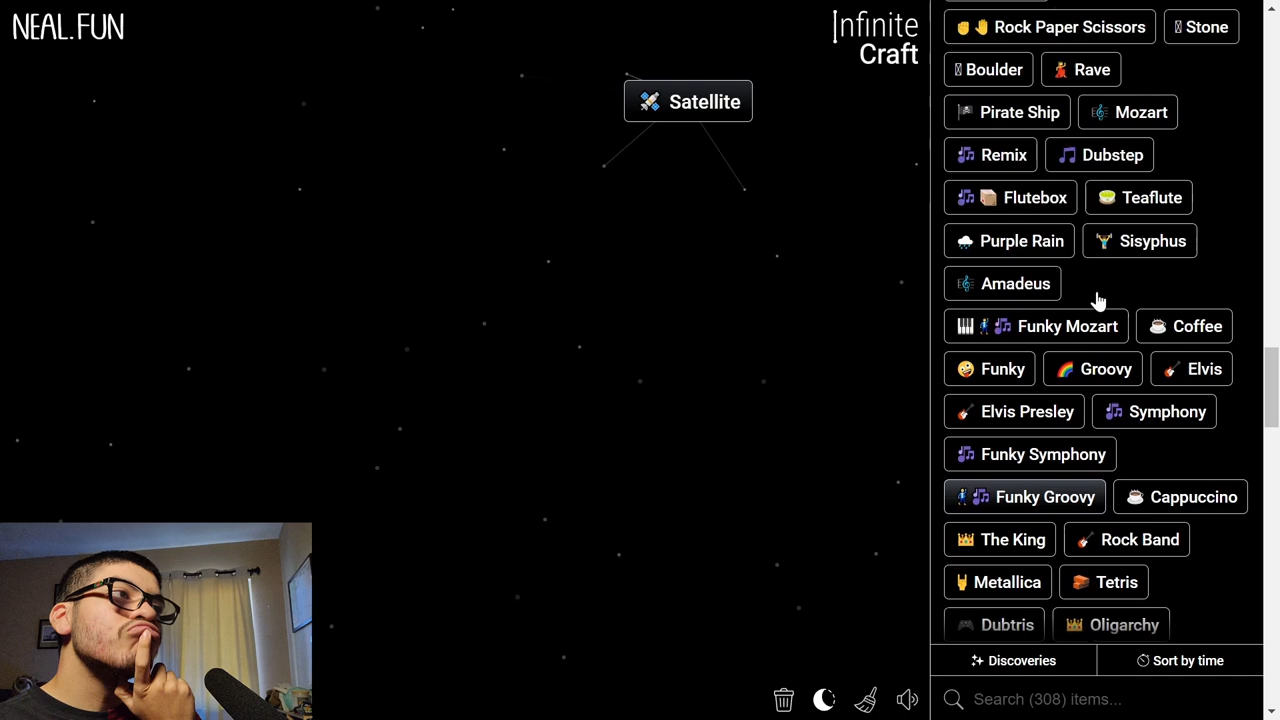 NEAL.FUN
Infinite
Craft
Satellite
Rock Paper Scissors
Stone
Boulder
Rave
Pirate Ship
Mozart
Remix
Dubstep
Flutebox
Teaflute
Purple Rain
Sisyphus
Amadeus
Funky Mozart
Coffee
Funky
Groovy
Elvis
Elvis Presley
Symphony
Funky Symphony
Funky Groovy
Cappuccino
The King
Rock Band
Metallica
Tetris
Dubtris
Oligarchy
Discoveries
Sort by time
Search (308) items...